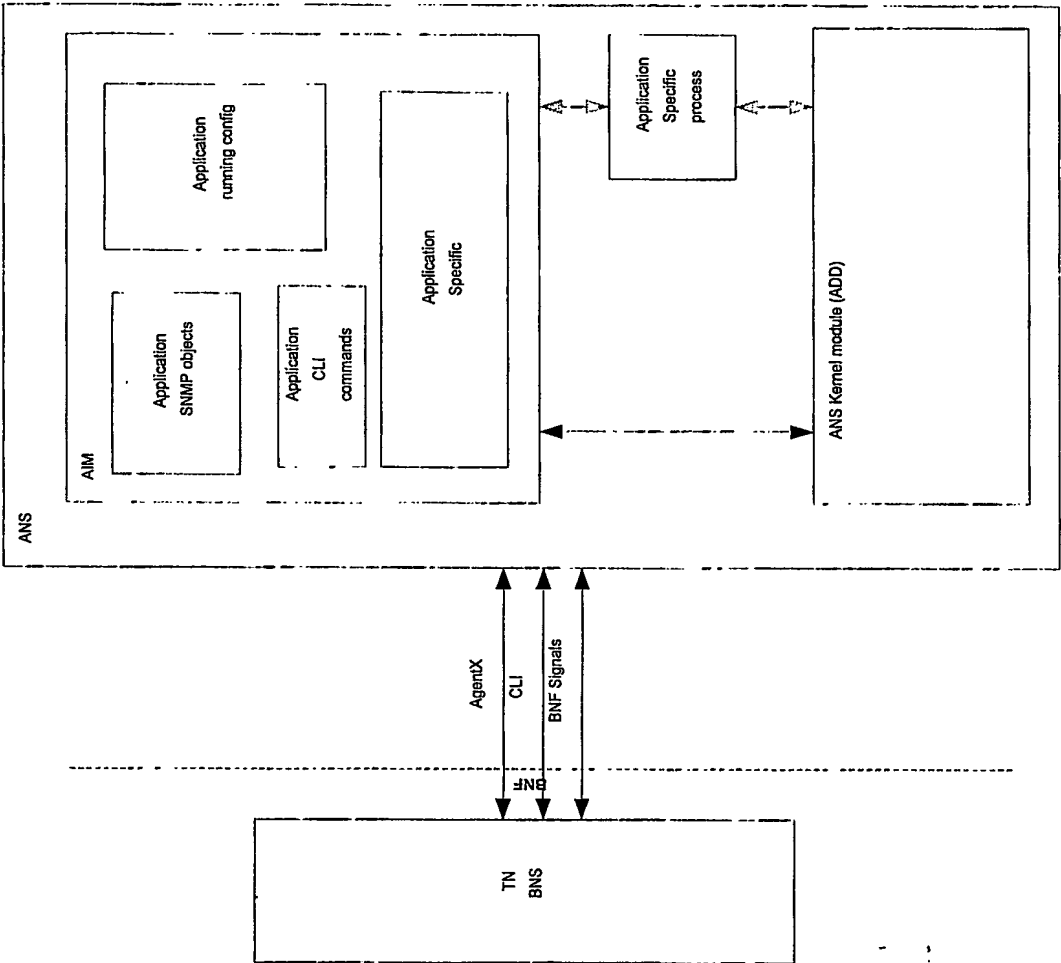 ANS
AIM
Application
SNMP objects
Application
running config
Application
CLI
commands
Application
Specific
Application
Specific
process
ANS Kernel module (ADD)
AgentX
CLI
BNF Signals
BNF
TN
BNS